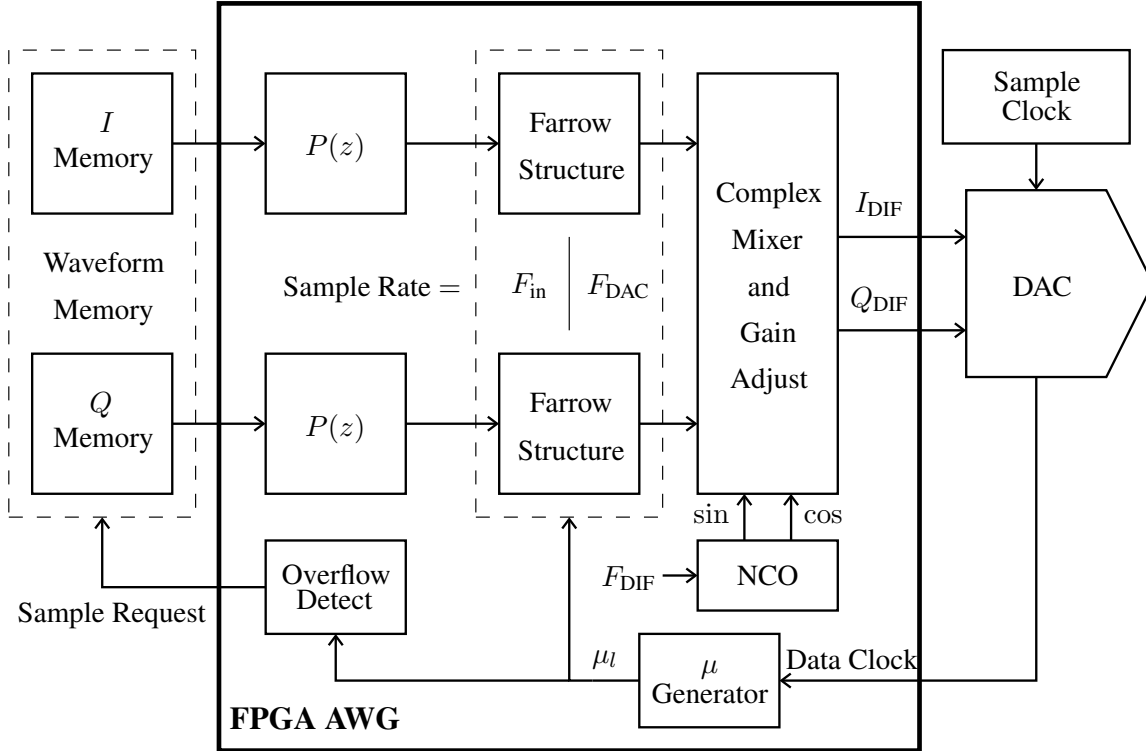 I
Memory
P(z)
Farrow
Structure
Sample
Clock
Complex
Mixer
and
Gain
Adjust
I_DIF
Q_DIF
DAC
Waveform
Memory
Sample Rate =
F_in
F_DAC
Q
Memory
P(z)
Farrow
Structure
sin
cos
Overflow
Detect
F_DIF
NCO
Sample Request
μ_l
μ
Generator
Data Clock
FPGA AWG